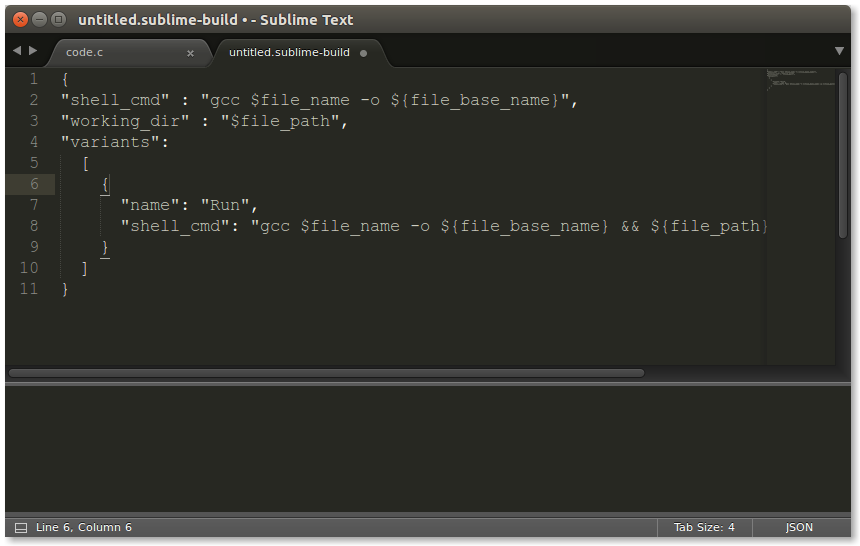 untitled.sublime-build • - Sublime Text
code.c × untitled.sublime-build
1 {
2 "shell_cmd" : "gcc $file_name -o ${file_base_name}",
3 "working_dir" : "$file_path",
4 "variants":
5 [
6 {
7 "name": "Run",
8 "shell_cmd": "gcc $file_name -o ${file_base_name} && ${file_path}
9 }
10 ]
11 }
Line 6, Column 6 Tab Size: 4 JSON